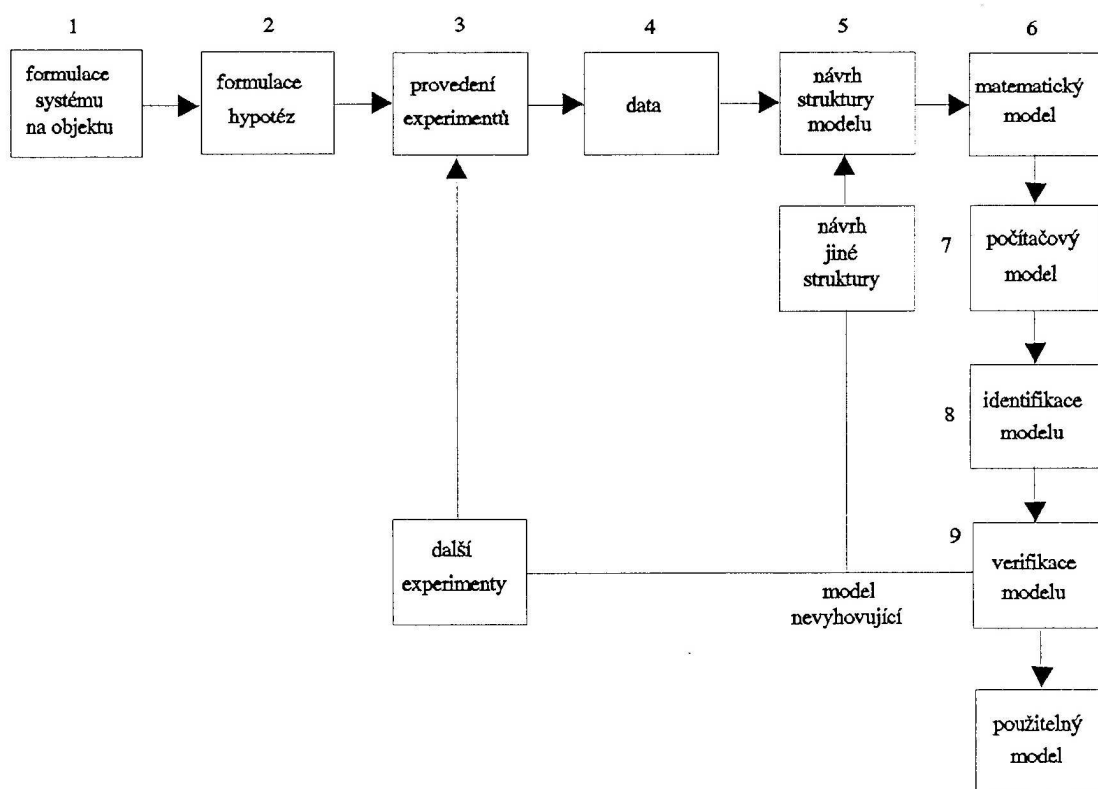 1
2
3
4
5
6
formulace
systému
na objektu
formulace
hypotéz
provedení
experimentů
data
návrh
struktury
modelu
matematický
model
návrh
jiné
struktury
7
počítačový
model
8
identifikace
modelu
9
další
experimenty
verifikace
modelu
model
nevyhovující
použitelný
model